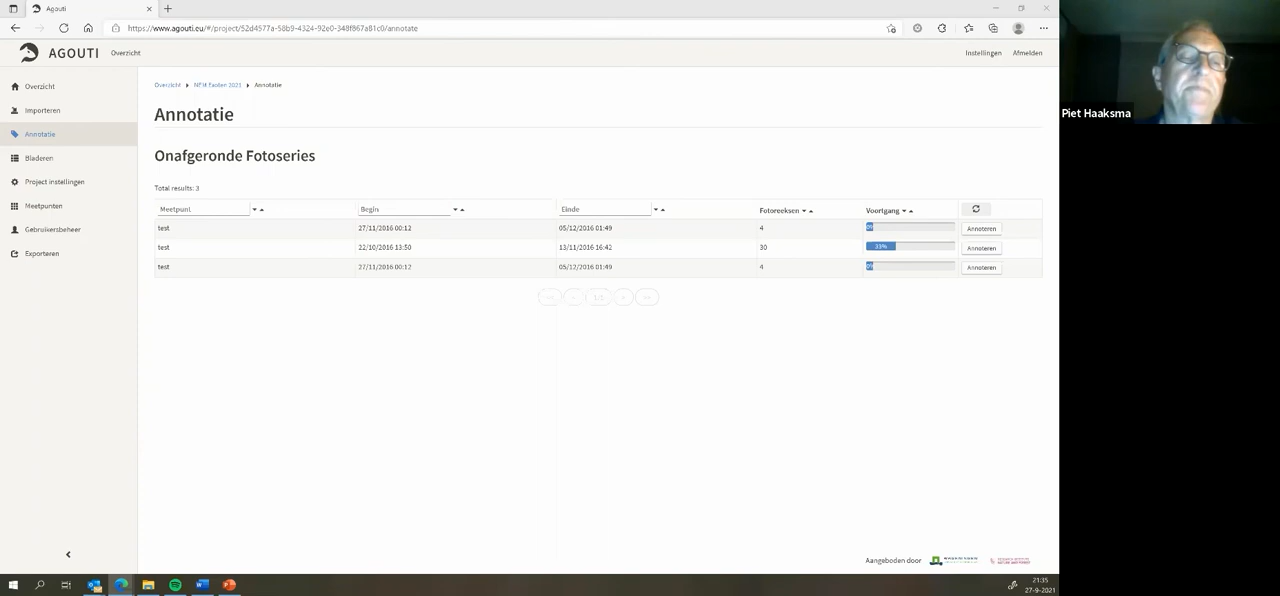 Agouti
https://www.agouti.eu/#/project/52d4577a-58b9-4324-92e0-348f867a81c0/annotate
AGOUTI
Overzicht
Instellingen
Afmelden
Overzicht
Importeren
Annotatie
Bladeren
Project instellingen
Meetpunten
Gebruikersbeheer
Exporteren
Overzicht NP.H Exollen 2021 Annotatie
Annotatie
Onafgeronde Fotoseries
Total results: 3
Meetpunt Begin Einde Fotoreeksen Voortgang
test 27/11/2016 00:12 05/12/2016 01:49 4 Annoteren
test 22/10/2016 13:50 13/11/2016 16:42 30 33% Annoteren
test 27/11/2016 00:12 05/12/2016 01:49 4 Annoteren
1/1
Aangeboden door
21:35
27-9-2021
Piet Haaksma